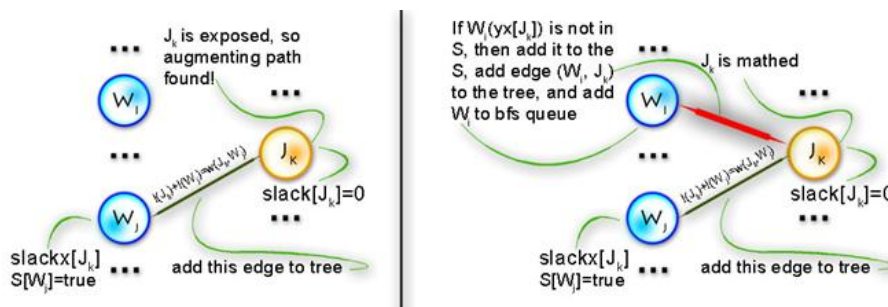 J_k is exposed, so
augmenting path
found!
W_i
J_k
l(J_k)+l(W_j)=w(J_k,W_j)
slack[J_k]=0
W_j
slackx[J_k]
S[W_j]=true
add this edge to tree
If W_i(yx[J_k]) is not in
S, then add it to the
S, add edge (W_i, J_k)
to the tree, and add
W_i to bfs queue
J_k is mathed
W_i
J_k
l(J_k)+l(W_j)=w(J_k,W_j)
slack[J_k]=0
W_j
slackx[J_k]
S[W_j]=true
add this edge to tree